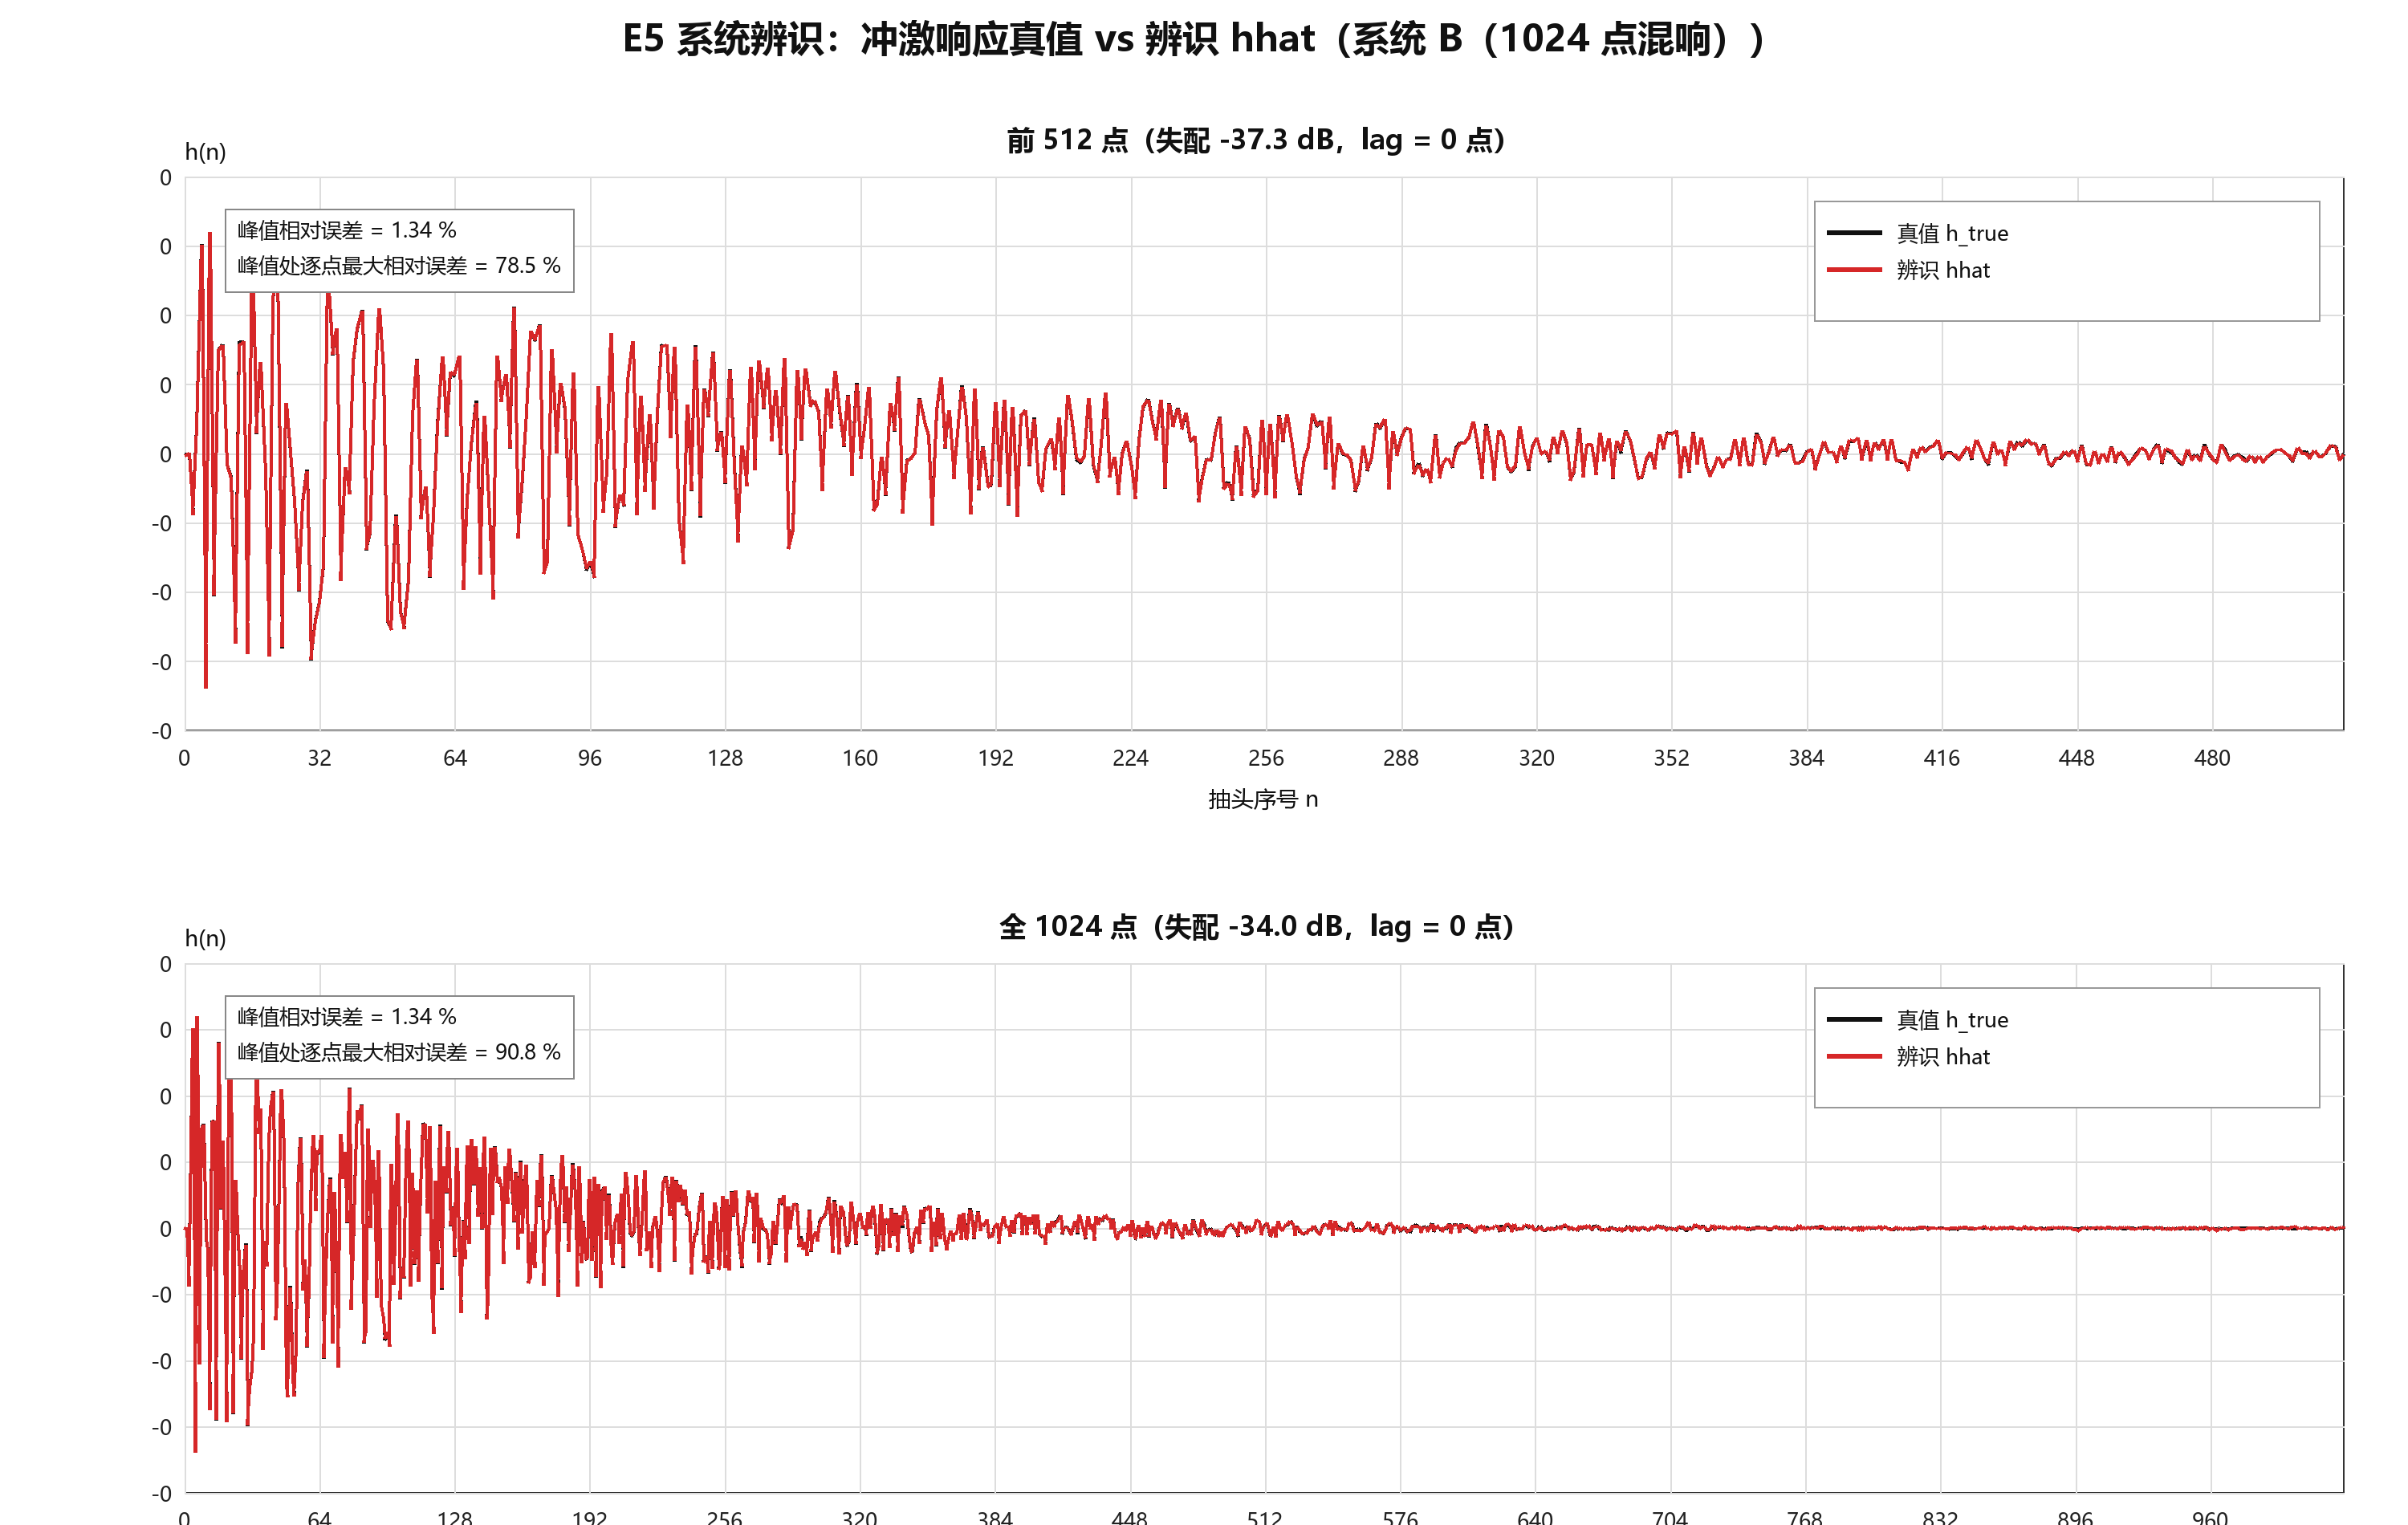 E5 系统辨识：冲激响应真值 vs 辨识 hhat（系统 B（1024 点混响））
前 512 点（失配 -37.3 dB，lag = 0 点）
h(n)
0
0
0
0
0
-0
-0
-0
-0
峰值相对误差 = 1.34 %
峰值处逐点最大相对误差 = 78.5 %
真值 h_true
辨识 hhat
0 32 64 96 128 160 192 224 256 288 320 352 384 416 448 480
抽头序号 n
全 1024 点（失配 -34.0 dB，lag = 0 点）
h(n)
0
0
0
0
0
-0
-0
-0
-0
峰值相对误差 = 1.34 %
峰值处逐点最大相对误差 = 90.8 %
真值 h_true
辨识 hhat
0 64 128 192 256 320 384 448 512 576 640 704 768 832 896 960